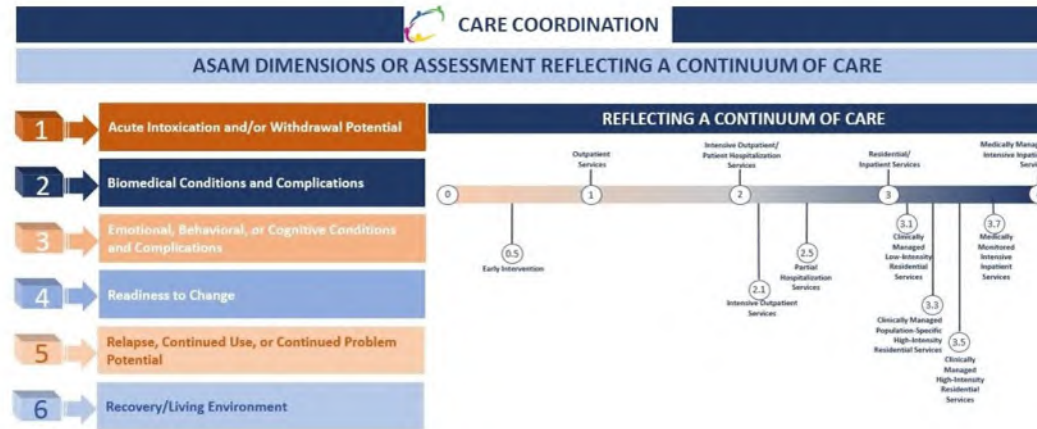 CARE COORDINATION
ASAM DIMENSIONS OR ASSESSMENT REFLECTING A CONTINUUM OF CARE
1
Acute Intoxication and/or Withdrawal Potential
2
Biomedical Conditions and Complications
3
Emotional, Behavioral, or Cognitive Conditions
and Complications
4
Readiness to Change
5
Relapse, Continued Use, or Continued Problem
Potential
6
Recovery/Living Environment
REFLECTING A CONTINUUM OF CARE
Outpatient
Services
Intensive Outpatient/
Patient Hospitalization
Services
Residential/
Inpatient Services
Medically Manag
Intensive Inpati
Servic
0
1
2
3
0.5
Early Intervention
2.1
Intensive Outpatient
Services
2.5
Partial
Hospitalization
Services
3.1
Clinically
Managed
Low-Intensity
Residential
Services
3.3
Clinically Managed
Population-Specific
High-Intensity
Residential Services
3.5
Clinically
Managed
High-Intensity
Residential
Services
3.7
Medically
Monitored
Intensive
Inpatient
Services